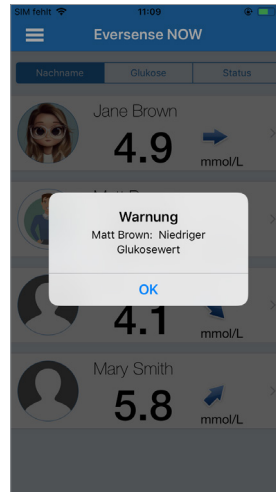 SIM fehlt 11:09
Eversense NOW
Nachname Glukose Status
Jane Brown
4.9
mmol/L
Warnung
Matt Brown: Niedriger
Glukosewert
OK
4.1
mmol/L
Mary Smith
5.8
mmol/L